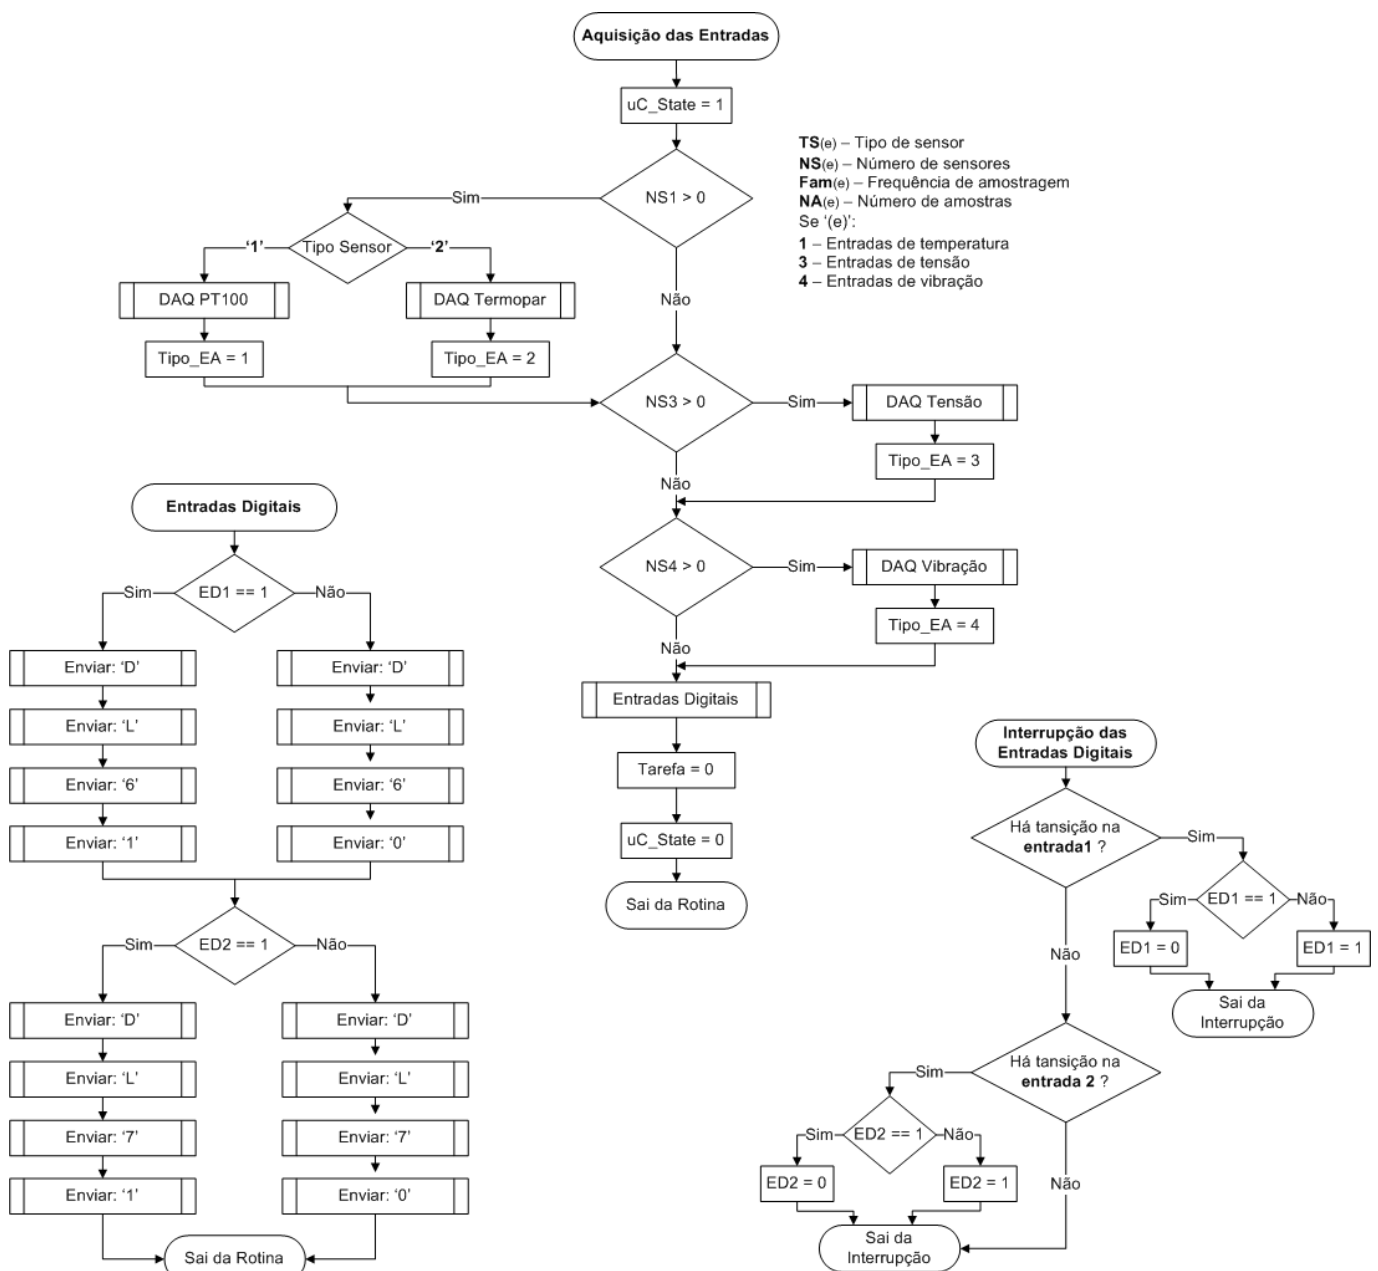 Aquisição das Entradas
uC_State = 1
TS(e) – Tipo de sensor
NS(e) – Número de sensores
Fam(e) – Frequência de amostragem
NA(e) – Número de amostras
Se ‘(e)’:
1 – Entradas de temperatura
3 – Entradas de tensão
4 – Entradas de vibração
NS1 > 0
Sim
Não
Tipo Sensor
‘1’
‘2’
DAQ PT100
DAQ Termopar
Tipo_EA = 1
Tipo_EA = 2
NS3 > 0
Sim
DAQ Tensão
Tipo_EA = 3
Não
NS4 > 0
Sim
DAQ Vibração
Tipo_EA = 4
Não
Entradas Digitais
Tarefa = 0
uC_State = 0
Sai da Rotina
Entradas Digitais
ED1 == 1
Sim
Não
Enviar: ‘D’
Enviar: ‘D’
Enviar: ‘L’
Enviar: ‘L’
Enviar: ‘6’
Enviar: ‘6’
Enviar: ‘1’
Enviar: ‘0’
ED2 == 1
Sim
Não
Enviar: ‘D’
Enviar: ‘D’
Enviar: ‘L’
Enviar: ‘L’
Enviar: ‘7’
Enviar: ‘7’
Enviar: ‘1’
Enviar: ‘0’
Sai da Rotina
Interrupção das
Entradas Digitais
Há tansição na
entrada1 ?
Sim
ED1 == 1
Sim
Não
ED1 = 0
ED1 = 1
Sai da
Interrupção
Não
Há tansição na
entrada 2 ?
Sim
ED2 == 1
Sim
Não
ED2 = 0
ED2 = 1
Não
Sai da
Interrupção